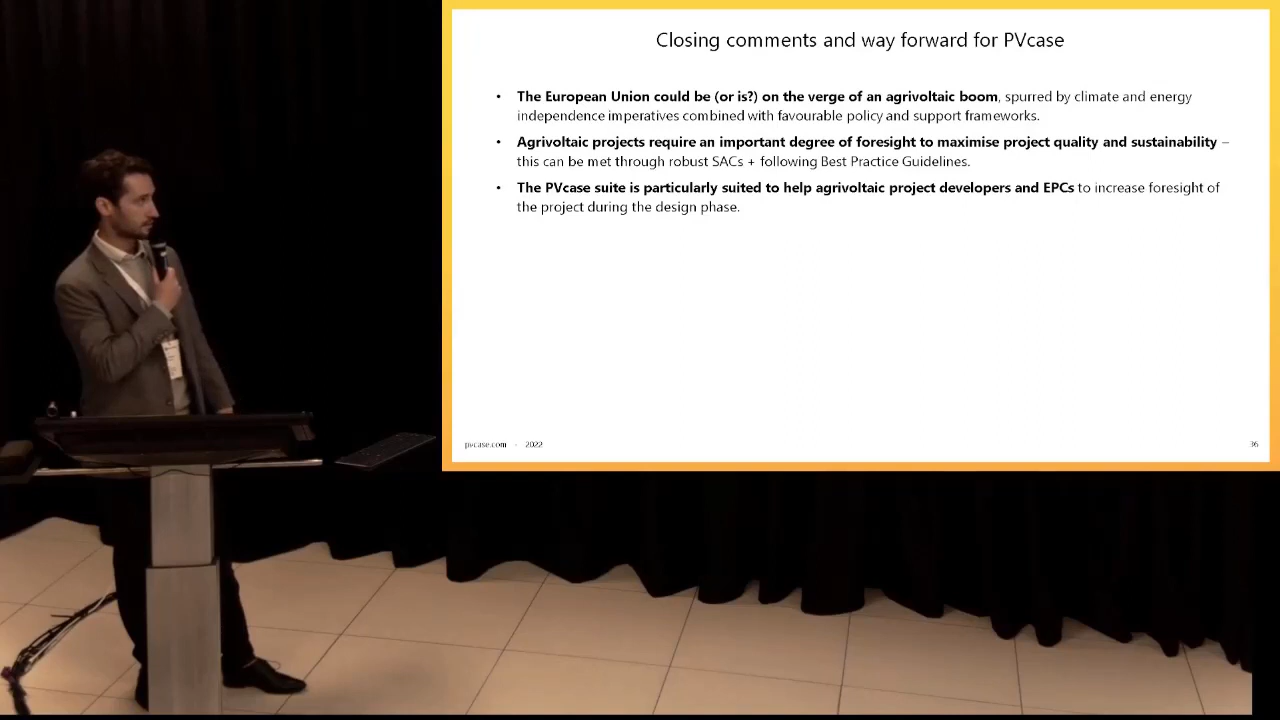 Closing comments and way forward for PVcase
• The European Union could be (or is?) on the verge of an agrivoltaic boom, spurred by climate and energy
independence imperatives combined with favourable policy and support frameworks.
• Agrivoltaic projects require an important degree of foresight to maximise project quality and sustainability –
this can be met through robust SACs + following Best Practice Guidelines.
• The PVcase suite is particularly suited to help agrivoltaic project developers and EPCs to increase foresight of
the project during the design phase.
pvcase.com · 2022
36